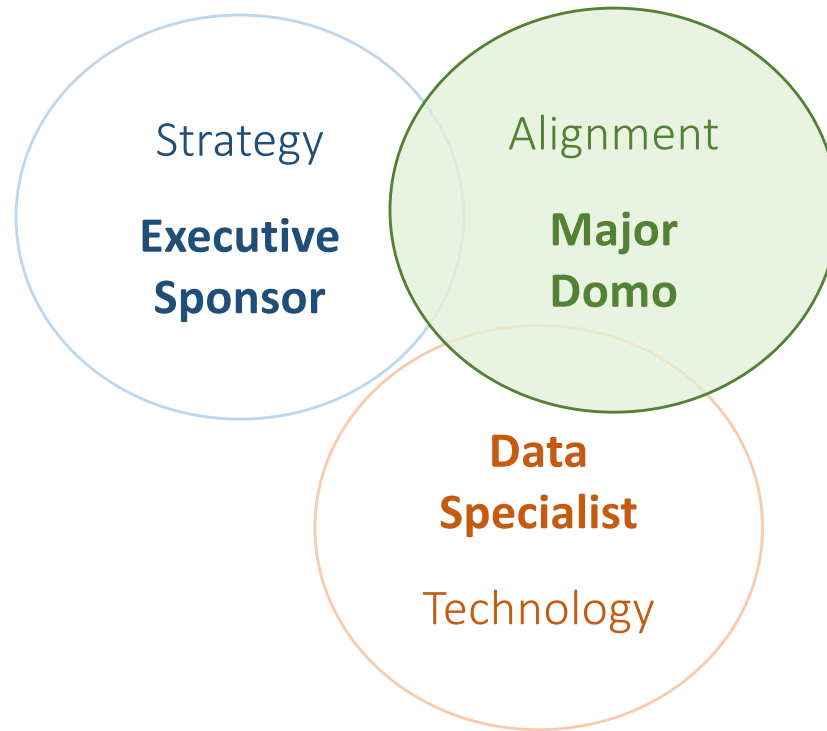 Strategy
Executive
Sponsor
Alignment
Major
Domo
Data
Specialist
Technology